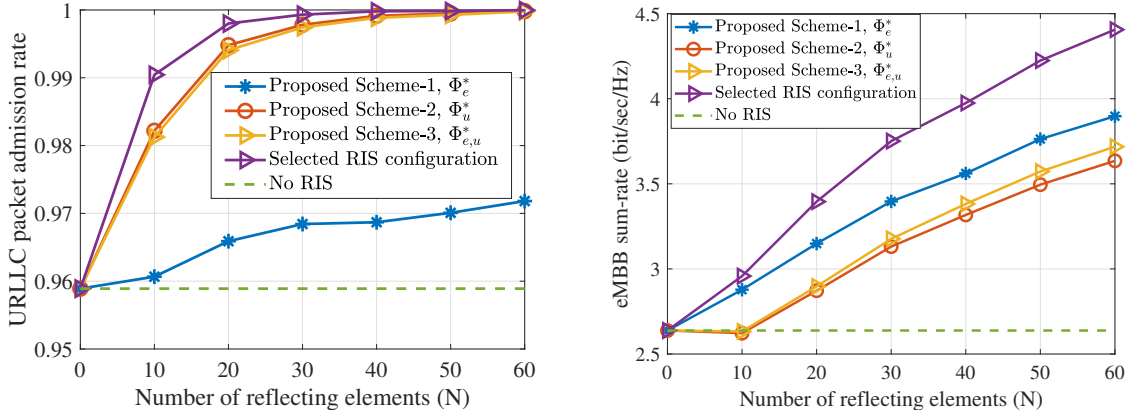 URLLC packet admission rate
1
0.99
0.98
0.97
0.96
0.95
Proposed Scheme-1, Φ*_e
Proposed Scheme-2, Φ*_u
Proposed Scheme-3, Φ*_{e,u}
Selected RIS configuration
No RIS
0 10 20 30 40 50 60
Number of reflecting elements (N)
eMBB sum-rate (bit/sec/Hz)
4.5
4
3.5
3
2.5
Proposed Scheme-1, Φ*_e
Proposed Scheme-2, Φ*_u
Proposed Scheme-3, Φ*_{e,u}
Selected RIS configuration
No RIS
0 10 20 30 40 50 60
Number of reflecting elements (N)